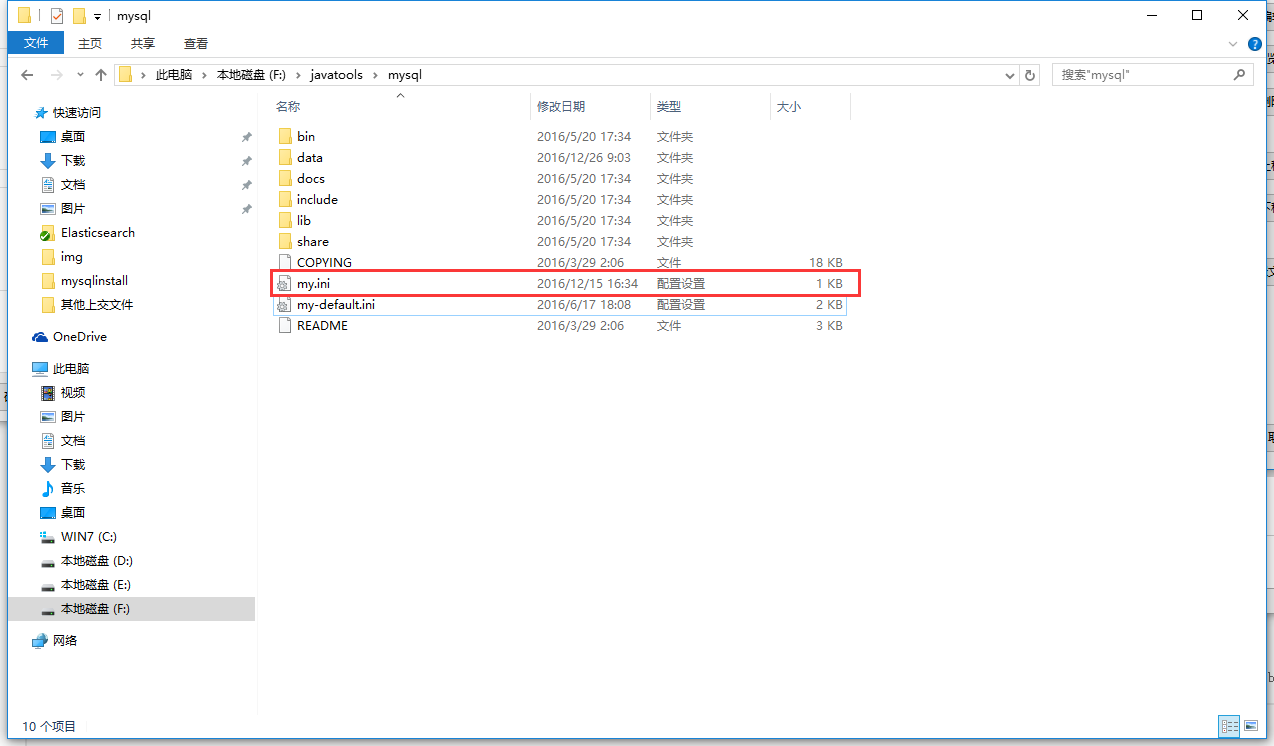 mysql
文件 主页 共享 查看
此电脑 › 本地磁盘 (F:) › javatools › mysql 搜索"mysql"
快速访问
桌面
下载
文档
图片
Elasticsearch
img
mysqlinstall
其他上交文件
OneDrive
此电脑
视频
图片
文档
下载
音乐
桌面
WIN7 (C:)
本地磁盘 (D:)
本地磁盘 (E:)
本地磁盘 (F:)
网络
名称 修改日期 类型 大小
bin 2016/5/20 17:34 文件夹
data 2016/12/26 9:03 文件夹
docs 2016/5/20 17:34 文件夹
include 2016/5/20 17:34 文件夹
lib 2016/5/20 17:34 文件夹
share 2016/5/20 17:34 文件夹
COPYING 2016/3/29 2:06 文件 18 KB
my.ini 2016/12/15 16:34 配置设置 1 KB
my-default.ini 2016/6/17 18:08 配置设置 2 KB
README 2016/3/29 2:06 文件 3 KB
10 个项目